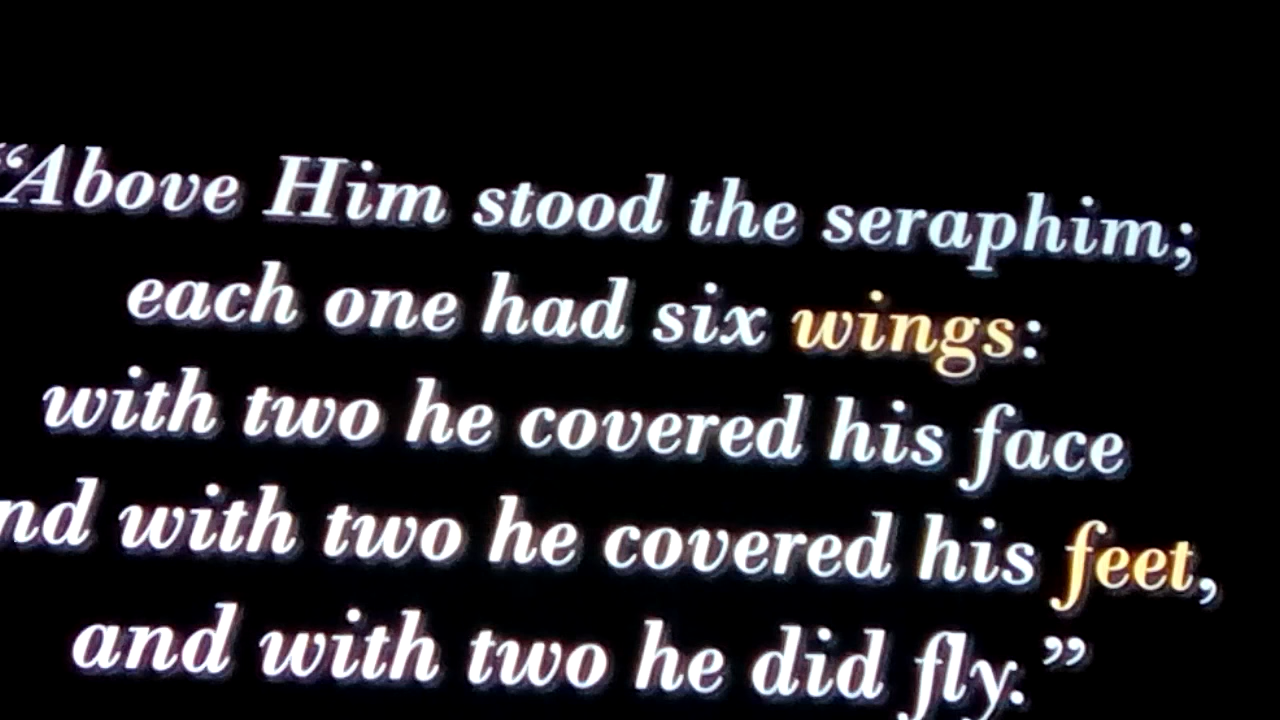 “Above Him stood the seraphim;
each one had six wings:
with two he covered his face
nd with two he covered his feet,
and with two he did fly.”